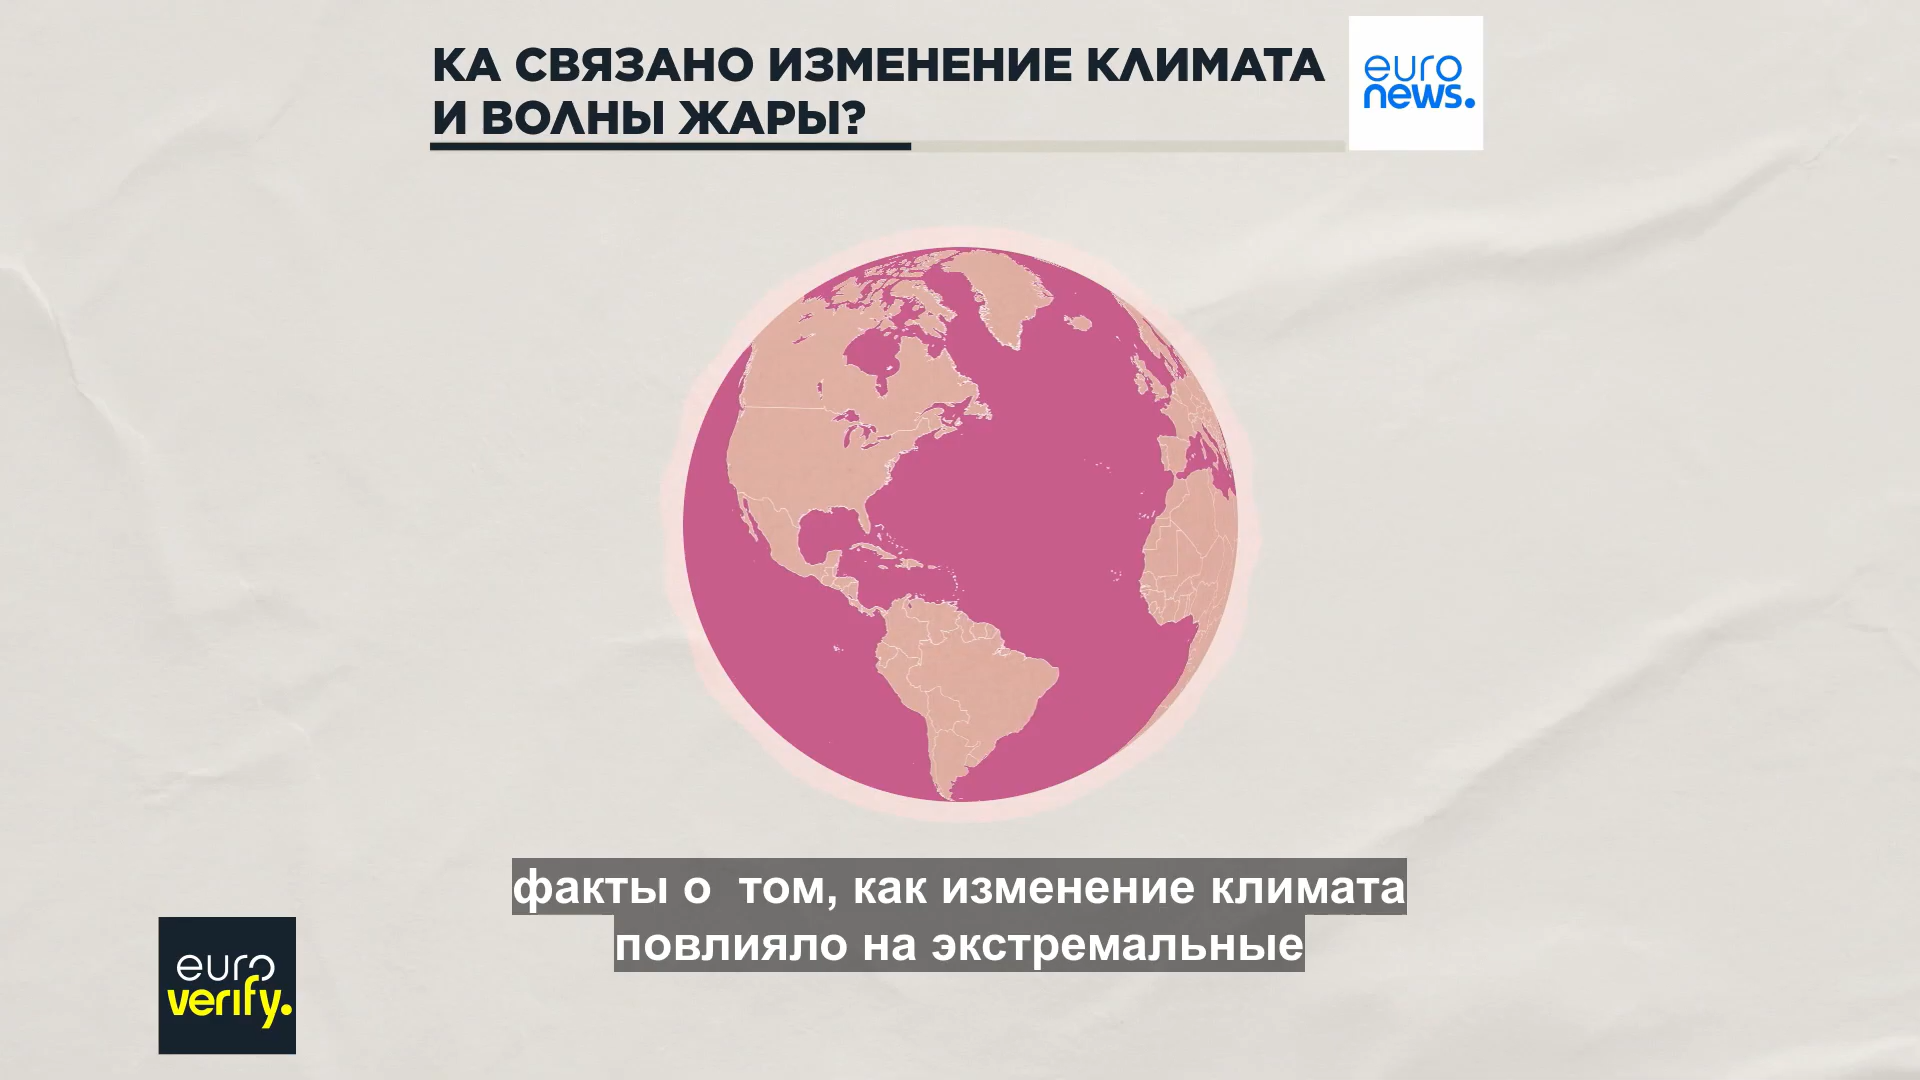 КА СВЯЗАНО ИЗМЕНЕНИЕ КЛИМАТА
И ВОЛНЫ ЖАРЫ?
euro
news.
факты о  том, как изменение климата
повлияло на экстремальные
euro
verify.